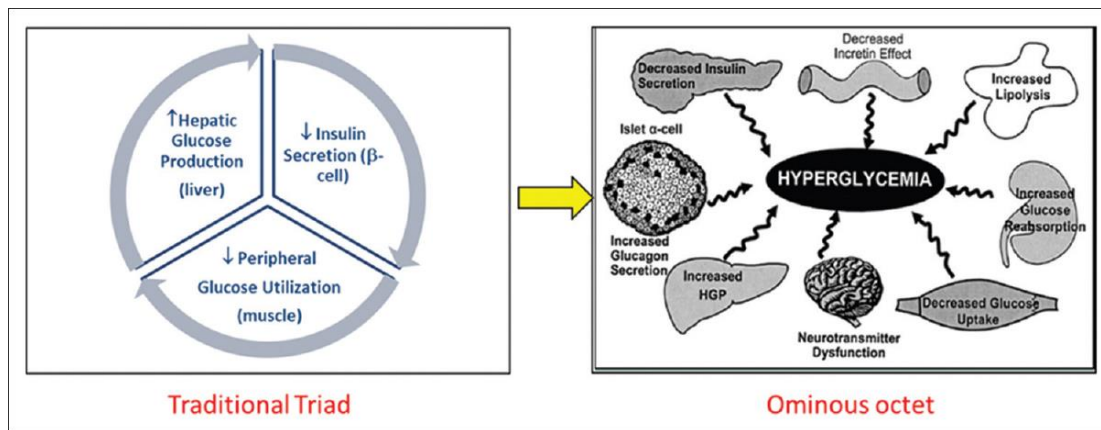 ↑Hepatic
Glucose
Production
(liver)
↓ Insulin
Secretion (β-
cell)
↓ Peripheral
Glucose Utilization
(muscle)
Traditional Triad
Decreased Insulin
Secretion
Decreased
Incretin Effect
Increased
Lipolysis
Islet α-cell
Increased
Glucagon
Secretion
HYPERGLYCEMIA
Increased
Glucose
Reabsorption
Increased
HGP
Neurotransmitter
Dysfunction
Decreased Glucose
Uptake
Ominous octet